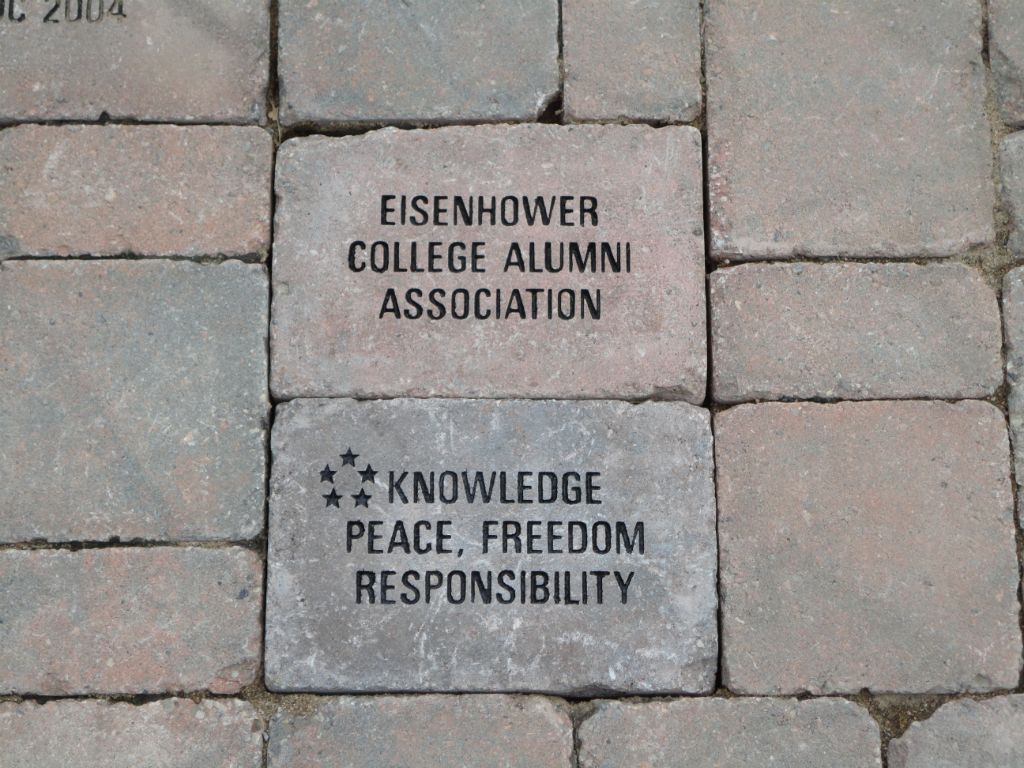 2004
EISENHOWER
COLLEGE ALUMNI
ASSOCIATION
KNOWLEDGE
PEACE, FREEDOM
RESPONSIBILITY